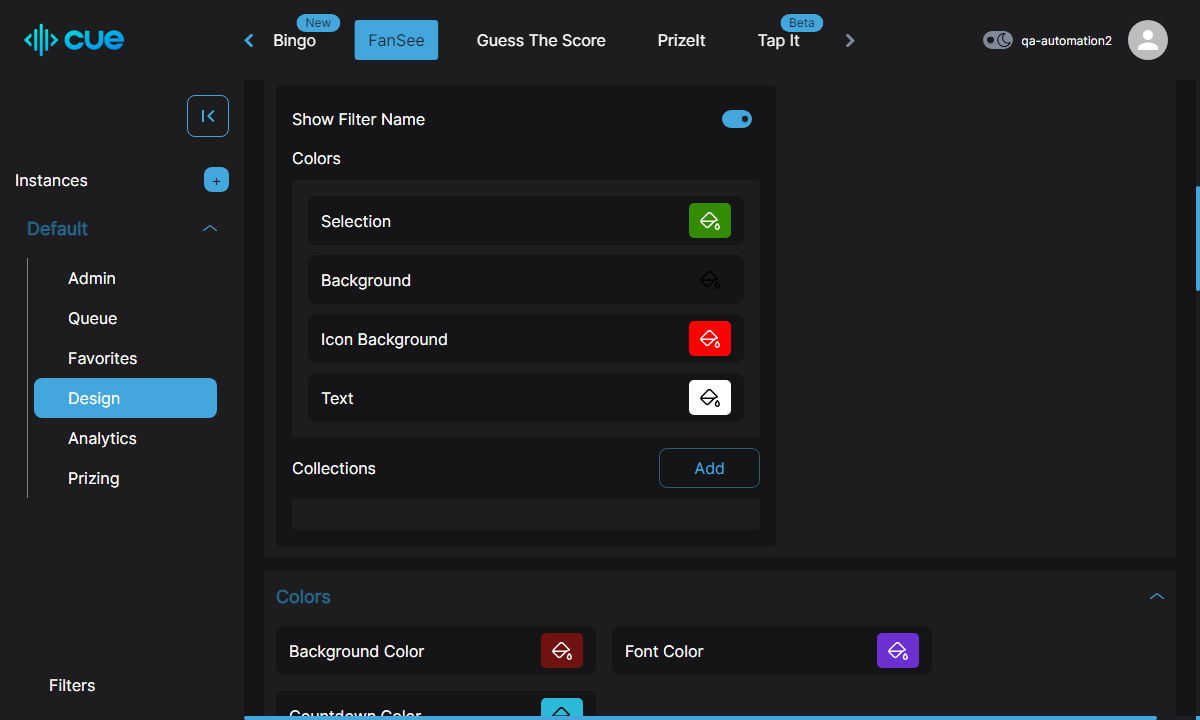 cue
New
Bingo
FanSee
Guess The Score
PrizeIt
Beta
Tap It
qa-automation2
Instances
+
Default
Admin
Queue
Favorites
Design
Analytics
Prizing
Filters
Show Filter Name
Colors
Selection
Background
Icon Background
Text
Collections
Add
Colors
Background Color
Font Color
Countdown Color